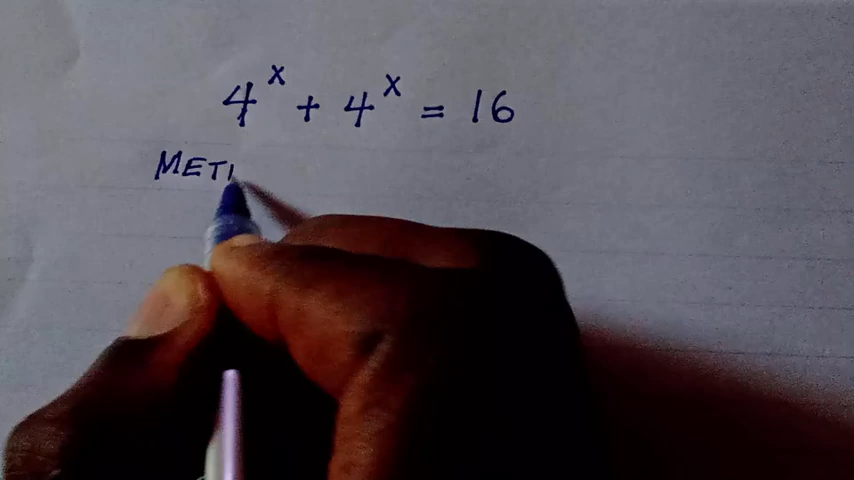 4^x + 4^x = 16
METH